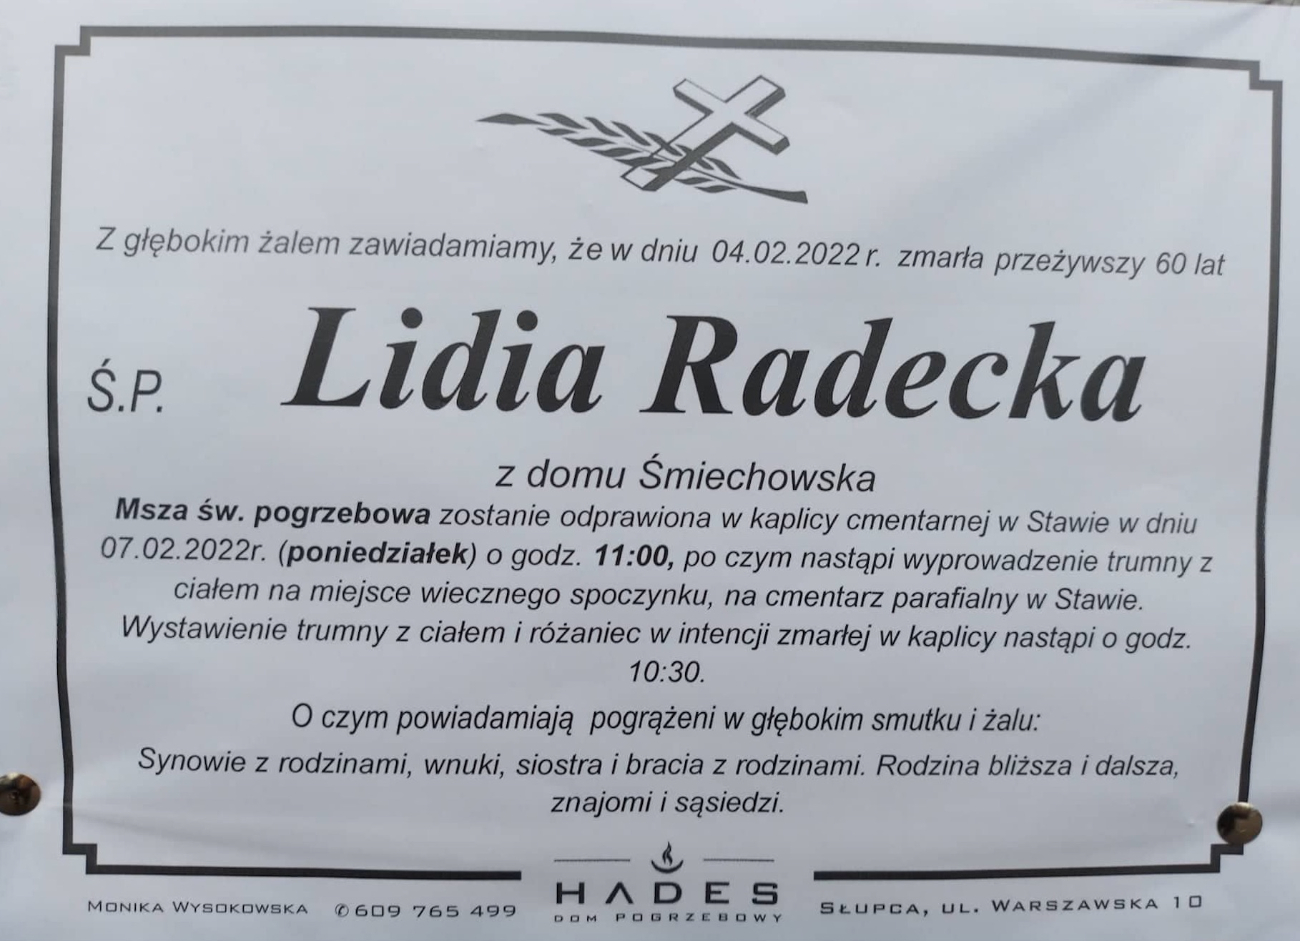 Z głębokim żalem zawiadamiamy, że w dniu 04.02.2022 r. zmarła przeżywszy 60 lat
Ś.P. Lidia Radecka
z domu Śmiechowska
Msza św. pogrzebowa zostanie odprawiona w kaplicy cmentarnej w Stawie w dniu
07.02.2022r. (poniedziałek) o godz. 11:00, po czym nastąpi wyprowadzenie trumny z
ciałem na miejsce wiecznego spoczynku, na cmentarz parafialny w Stawie.
Wystawienie trumny z ciałem i różaniec w intencji zmarłej w kaplicy nastąpi o godz.
10:30.
O czym powiadamiają pogrążeni w głębokim smutku i żalu:
Synowie z rodzinami, wnuki, siostra i bracia z rodzinami. Rodzina bliższa i dalsza,
znajomi i sąsiedzi.
Monika Wysokowska ✆609 765 499
HADES
DOM POGRZEBOWY
Słupca, ul. Warszawska 10